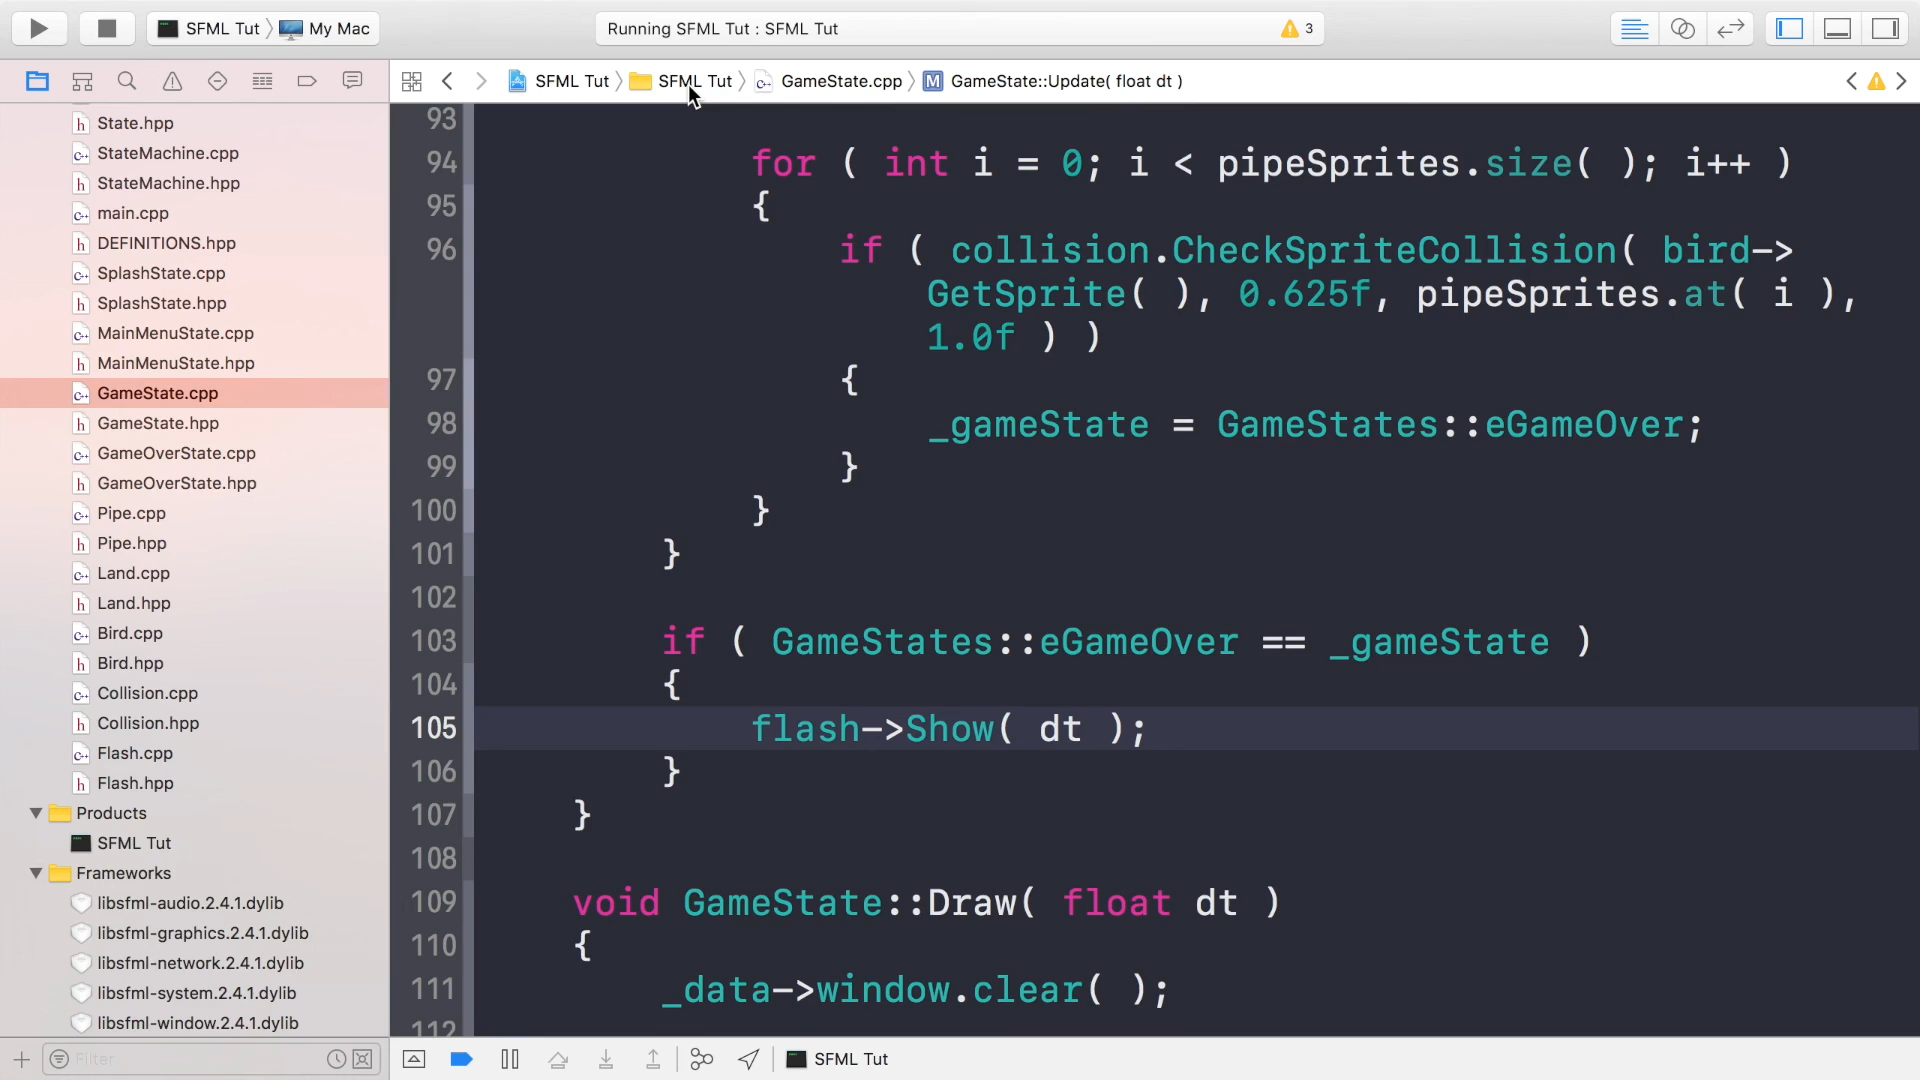 SFML Tut My Mac Running SFML Tut : SFML Tut 3
SFML Tut SFML Tut GameState.cpp M GameState::Update( float dt )
State.hpp
StateMachine.cpp
StateMachine.hpp
main.cpp
DEFINITIONS.hpp
SplashState.cpp
SplashState.hpp
MainMenuState.cpp
MainMenuState.hpp
GameState.cpp
GameState.hpp
GameOverState.cpp
GameOverState.hpp
Pipe.cpp
Pipe.hpp
Land.cpp
Land.hpp
Bird.cpp
Bird.hpp
Collision.cpp
Collision.hpp
Flash.cpp
Flash.hpp
Products
SFML Tut
Frameworks
libsfml-audio.2.4.1.dylib
libsfml-graphics.2.4.1.dylib
libsfml-network.2.4.1.dylib
libsfml-system.2.4.1.dylib
libsfml-window.2.4.1.dylib
Filter
93
94 for ( int i = 0; i < pipeSprites.size( ); i++ )
95 {
96 if ( collision.CheckSpriteCollision( bird->
GetSprite( ), 0.625f, pipeSprites.at( i ),
1.0f ) )
97 {
98 _gameState = GameStates::eGameOver;
99 }
100 }
101 }
102
103 if ( GameStates::eGameOver == _gameState )
104 {
105 flash->Show( dt );
106 }
107 }
108
109 void GameState::Draw( float dt )
110 {
111 _data->window.clear( );
112
SFML Tut